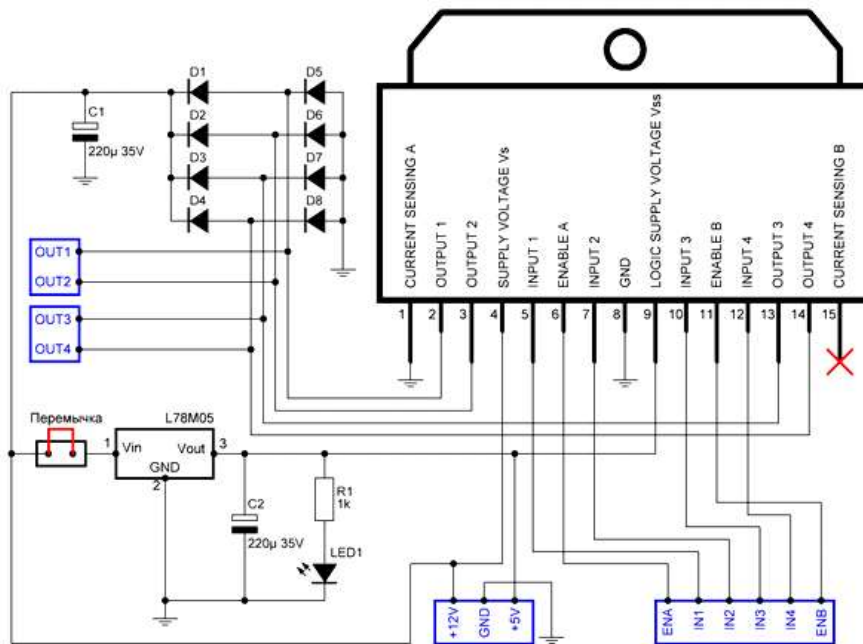 D1
D5
C1
220µ 35V
D2
D6
D3
D7
D4
D8
CURRENT SENSING A
OUTPUT 1
OUTPUT 2
SUPPLY VOLTAGE Vs
INPUT 1
ENABLE A
INPUT 2
GND
LOGIC SUPPLY VOLTAGE Vss
INPUT 3
ENABLE B
INPUT 4
OUTPUT 3
OUTPUT 4
CURRENT SENSING B
1
2
3
4
5
6
7
8
9
10
11
12
13
14
15
OUT1
OUT2
OUT3
OUT4
Перемычка
L78M05
1
Vin
Vout
3
GND
2
R1
1k
C2
220µ 35V
LED1
+12V
GND
+5V
ENA
IN1
IN2
IN3
IN4
ENB